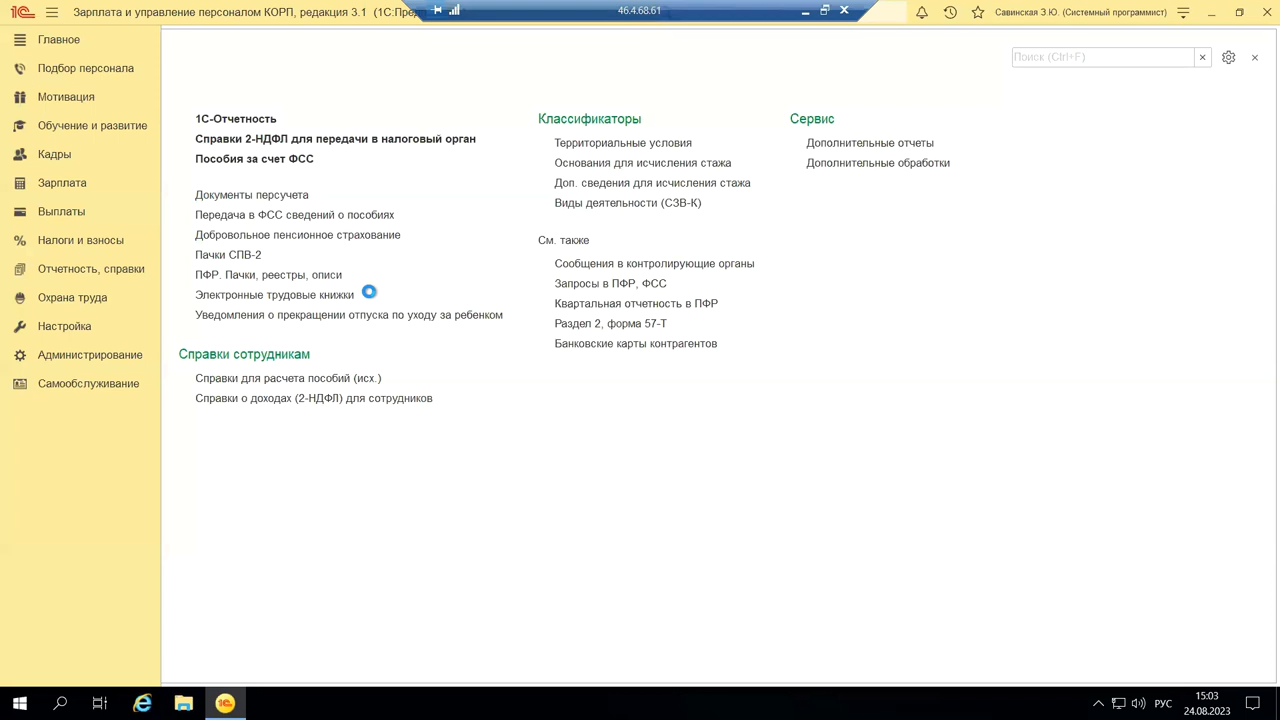 Зарплата и управление персоналом КОРП, редакция 3.1 (1С:Пре
46.4.68.61
Савинская З.Ю. (Системный программист)
Главное
Подбор персонала
Мотивация
Обучение и развитие
Кадры
Зарплата
Выплаты
Налоги и взносы
Отчетность, справки
Охрана труда
Настройка
Администрирование
Самообслуживание
Поиск (Ctrl+F)
1С-Отчетность
Справки 2-НДФЛ для передачи в налоговый орган
Пособия за счет ФСС
Документы персучета
Передача в ФСС сведений о пособиях
Добровольное пенсионное страхование
Пачки СПВ-2
ПФР. Пачки, реестры, описи
Электронные трудовые книжки
Уведомления о прекращении отпуска по уходу за ребенком
Справки сотрудникам
Справки для расчета пособий (исх.)
Справки о доходах (2-НДФЛ) для сотрудников
Классификаторы
Территориальные условия
Основания для исчисления стажа
Доп. сведения для исчисления стажа
Виды деятельности (СЗВ-К)
См. также
Сообщения в контролирующие органы
Запросы в ПФР, ФСС
Квартальная отчетность в ПФР
Раздел 2, форма 57-Т
Банковские карты контрагентов
Сервис
Дополнительные отчеты
Дополнительные обработки
РУС
15:03
24.08.2023